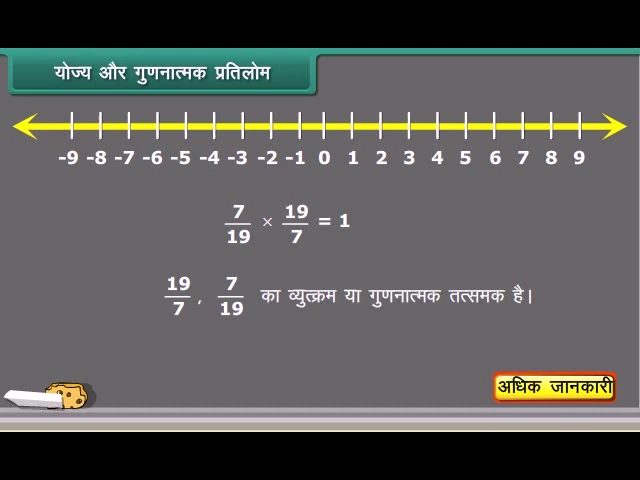 योज्य और गुणनात्मक प्रतिलोम
-9 -8 -7 -6 -5 -4 -3 -2 -1 0 1 2 3 4 5 6 7 8 9
7/19 × 19/7 = 1
19/7 , 7/19 का व्युत्क्रम या गुणनात्मक तत्समक है।
अधिक जानकारी